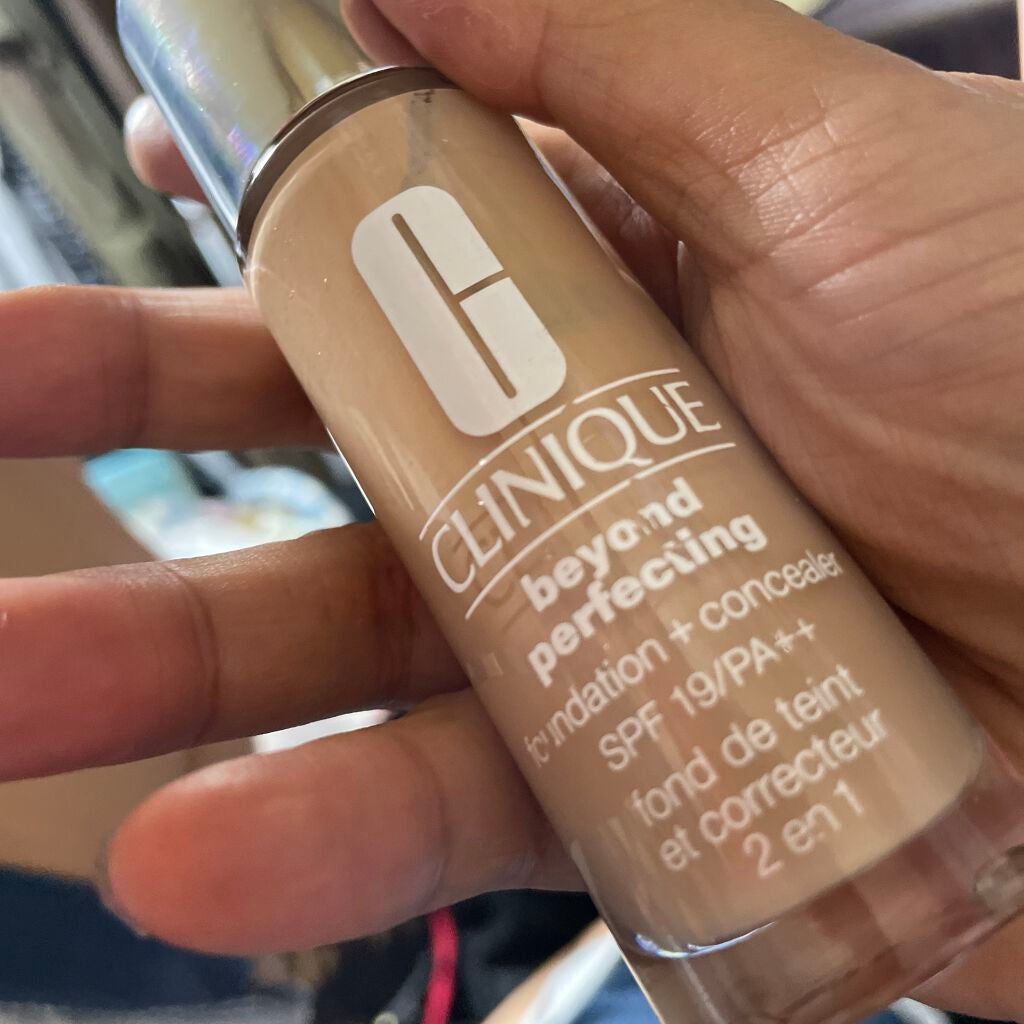 C
CLINIQUE
beyond
perfecting
foundation + concealer
SPF 19/PA++
fond de teint
et correcteur
2 en 1